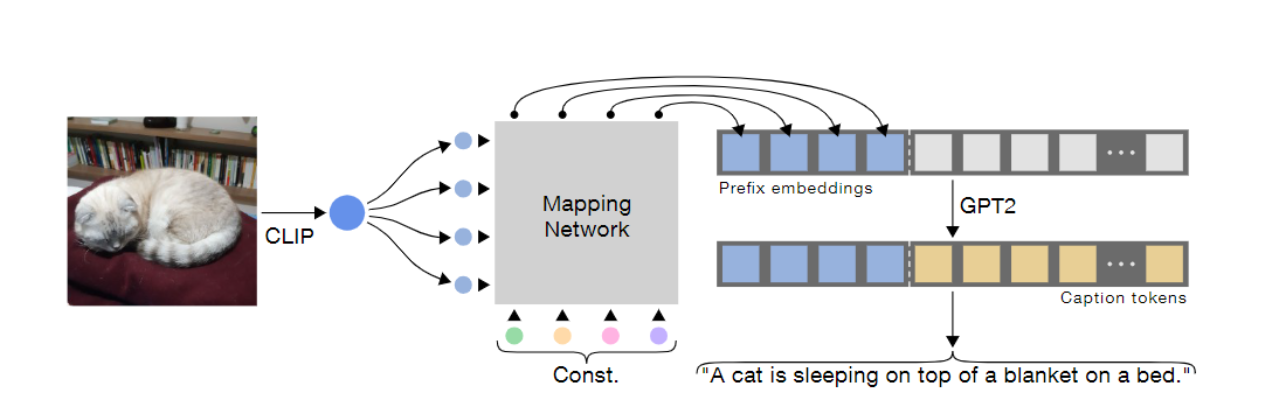 CLIP
Mapping
Network
Const.
Prefix embeddings
GPT2
Caption tokens
"A cat is sleeping on top of a blanket on a bed."